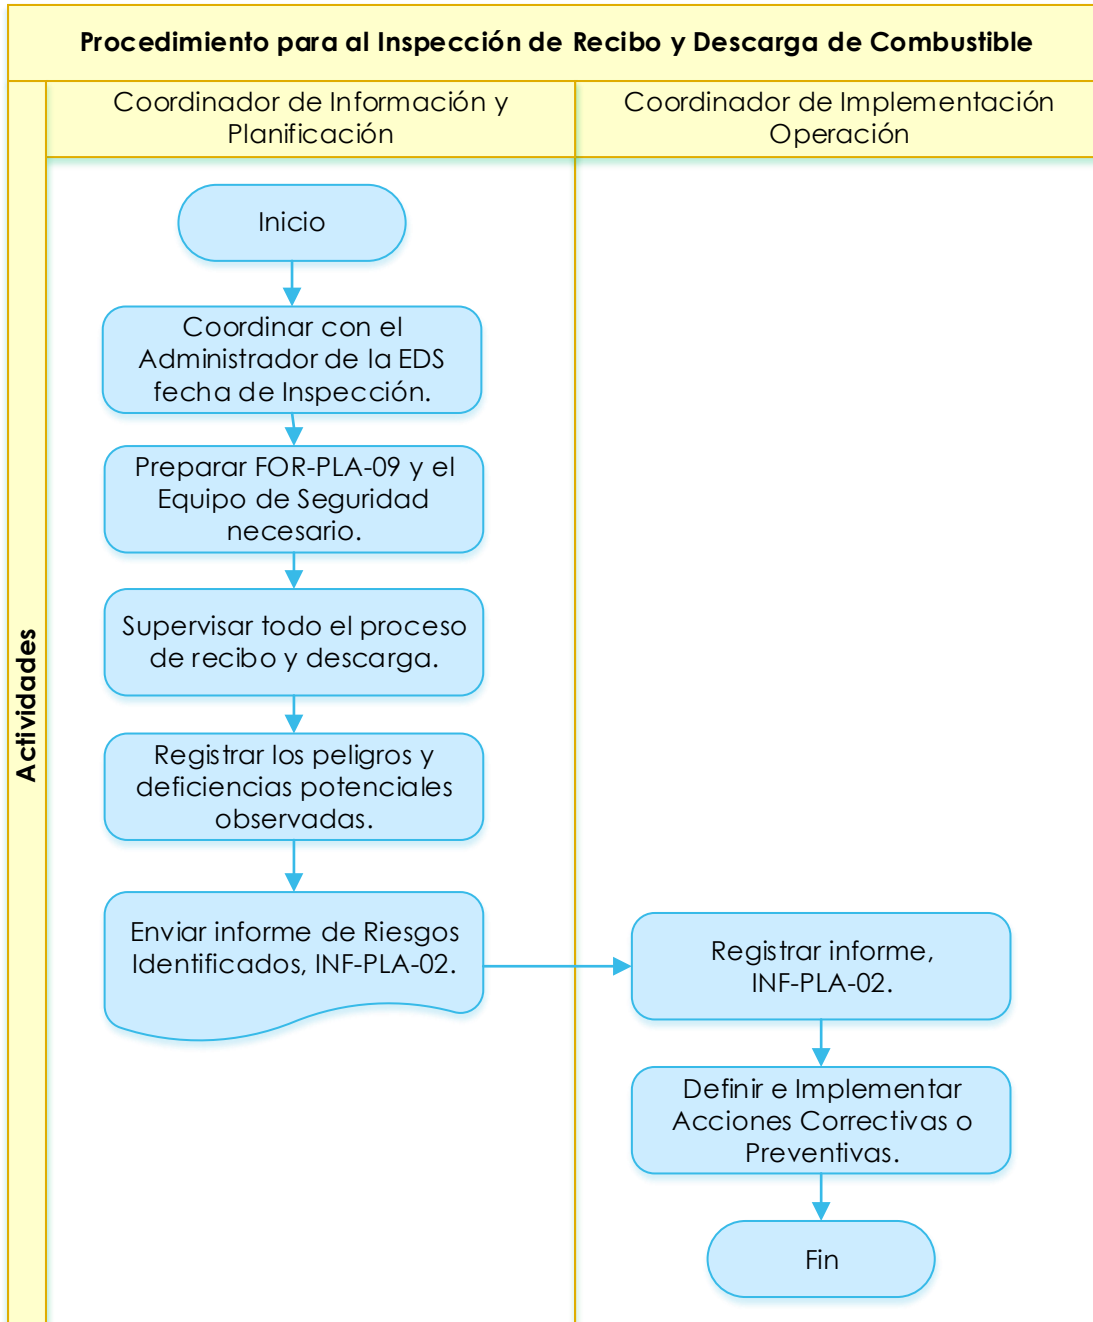 Procedimiento para al Inspección de Recibo y Descarga de Combustible
Coordinador de Información y
Planificación
Coordinador de Implementación
Operación
Actividades
Inicio
Coordinar con el
Administrador de la EDS
fecha de Inspección.
Preparar FOR-PLA-09 y el
Equipo de Seguridad
necesario.
Supervisar todo el proceso
de recibo y descarga.
Registrar los peligros y
deficiencias potenciales
observadas.
Enviar informe de Riesgos
Identificados, INF-PLA-02.
Registrar informe,
INF-PLA-02.
Definir e Implementar
Acciones Correctivas o
Preventivas.
Fin